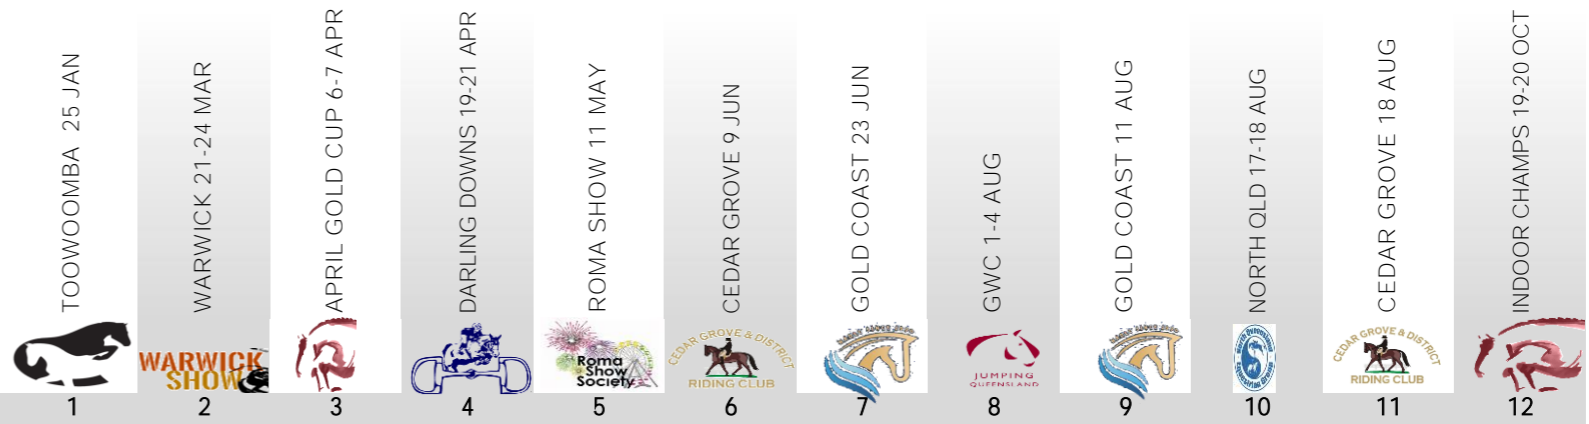 TOOWOOMBA 25 JAN
WARWICK 21-24 MAR
APRIL GOLD CUP 6-7 APR
DARLING DOWNS 19-21 APR
ROMA SHOW 11 MAY
CEDAR GROVE 9 JUN
GOLD COAST 23 JUN
GWC 1-4 AUG
GOLD COAST 11 AUG
NORTH QLD 17-18 AUG
CEDAR GROVE 18 AUG
INDOOR CHAMPS 19-20 OCT
WARWICK
SHOW
Roma
Show
Society
CEDAR GROVE & DISTRICT
RIDING CLUB
JUMPING
QUEENSLAND
North Queensland
CEDAR GROVE & DISTRICT
RIDING CLUB
1 2 3 4 5 6 7 8 9 10 11 12